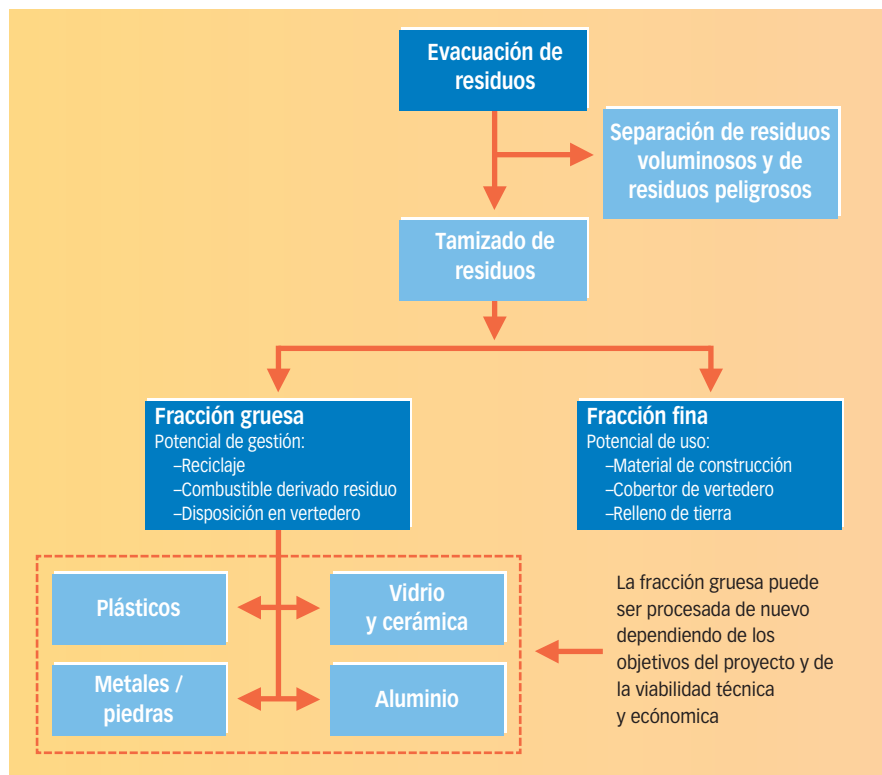 Evacuación de
residuos
Separación de residuos
voluminosos y de
residuos peligrosos
Tamizado de
residuos
Fracción gruesa
Potencial de gestión:
–Reciclaje
–Combustible derivado residuo
–Disposición en vertedero
Fracción fina
Potencial de uso:
–Material de construcción
–Cobertor de vertedero
–Relleno de tierra
Plásticos
Vidrio
y cerámica
Metales /
piedras
Aluminio
La fracción gruesa puede
ser procesada de nuevo
dependiendo de los
objetivos del proyecto y de
la viabilidad técnica
y ecónomica